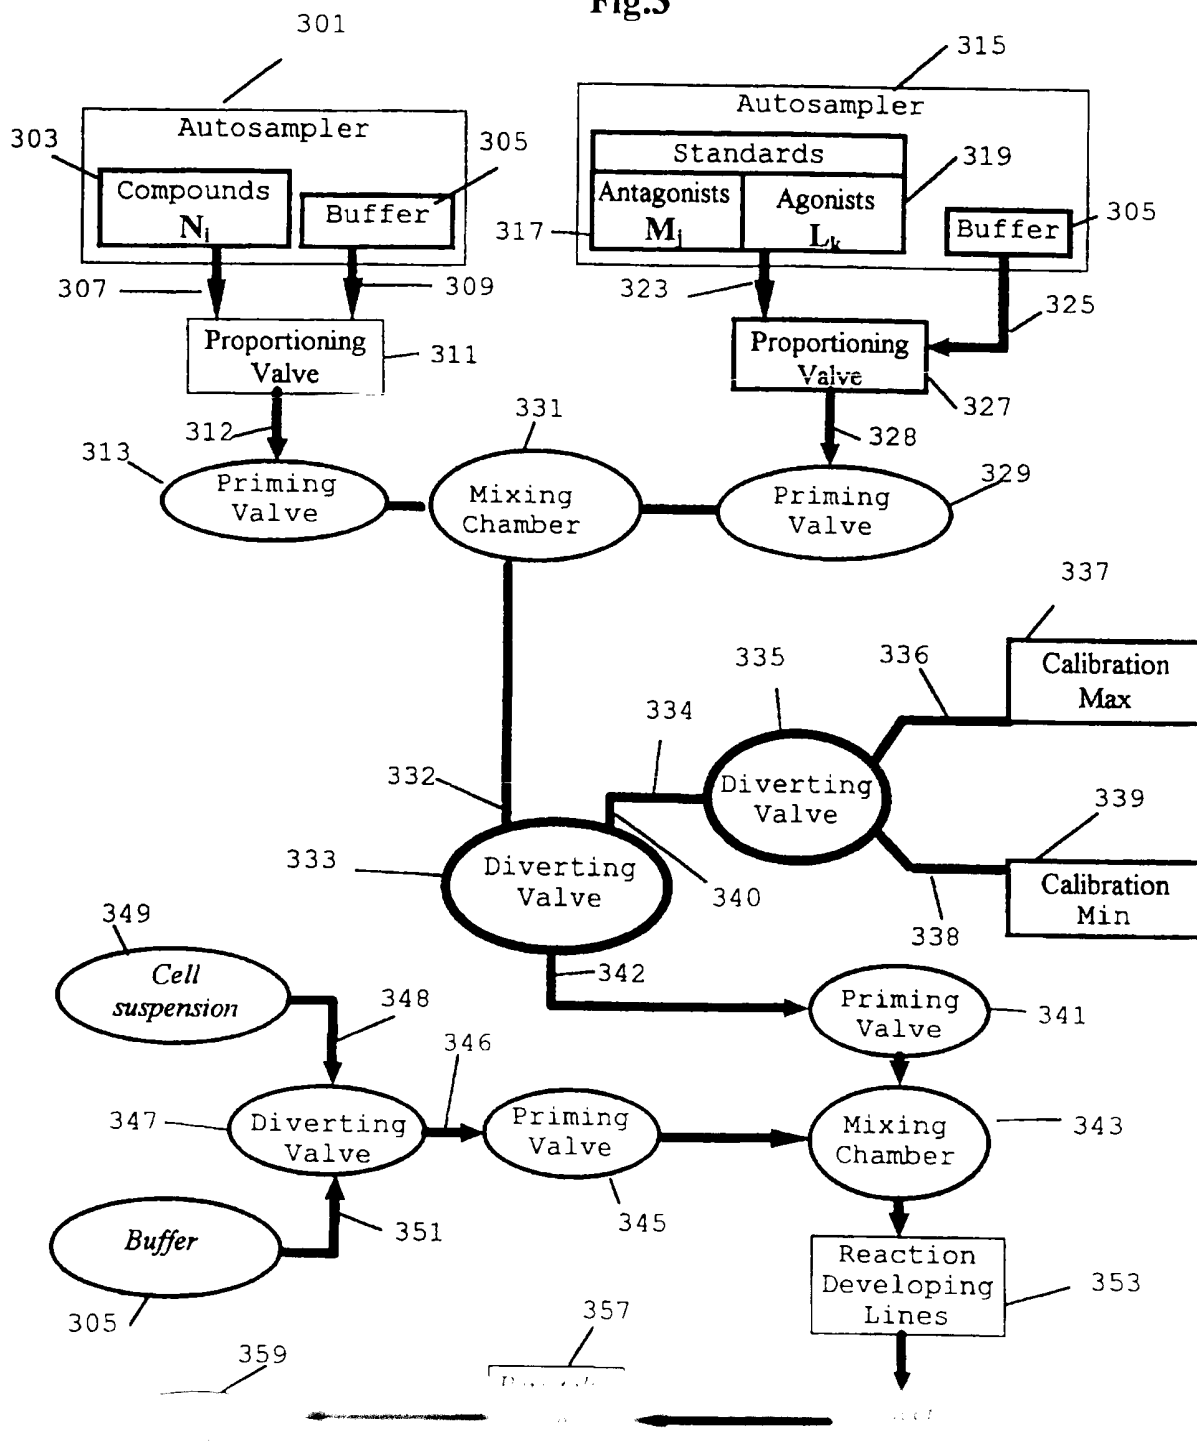 301
315
Autosampler
Autosampler
303
305
Standards
319
Compounds
Ni
Buffer
Antagonists
Mj
Agonists
Lk
317
Buffer
305
307
309
323
325
Proportioning
Valve
311
Proportioning
Valve
327
312
331
328
313
Priming
Valve
Mixing
Chamber
Priming
Valve
329
337
335
336
Calibration
Max
334
332
Diverting
Valve
339
333
Diverting
Valve
340
Calibration
Min
338
349
Cell
suspension
342
348
Priming
Valve
341
346
347
Diverting
Valve
Priming
Valve
Mixing
Chamber
343
351
345
Buffer
Reaction
Developing
Lines
353
305
357
359